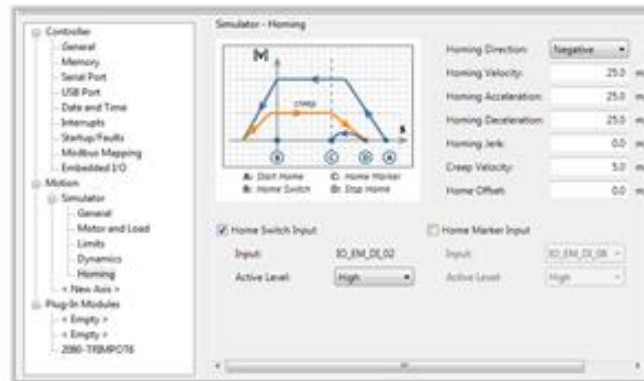 Controller
General
Memory
Serial Port
USB Port
Date and Time
Interrupts
Startup/Faults
Modbus Mapping
Embedded I/O
Motion
Simulator
General
Motor and Load
Limits
Dynamics
Homing
< New Axis >
Plug-In Modules
< Empty >
< Empty >
2080-TRIMPOT6
Simulator - Homing
|v|
creep
s
B C D A
A: Start Home C: Home Marker
B: Home Switch D: Stop Home
Homing Direction: Negative
Homing Velocity: 25.0
Homing Acceleration: 25.0
Homing Deceleration: 25.0
Homing Jerk: 0.0
Creep Velocity: 5.0
Home Offset: 0.0
Home Switch Input
Input: IO_EM_DI_02
Active Level: High
Home Marker Input
Input: IO_EM_DI_08
Active Level: High